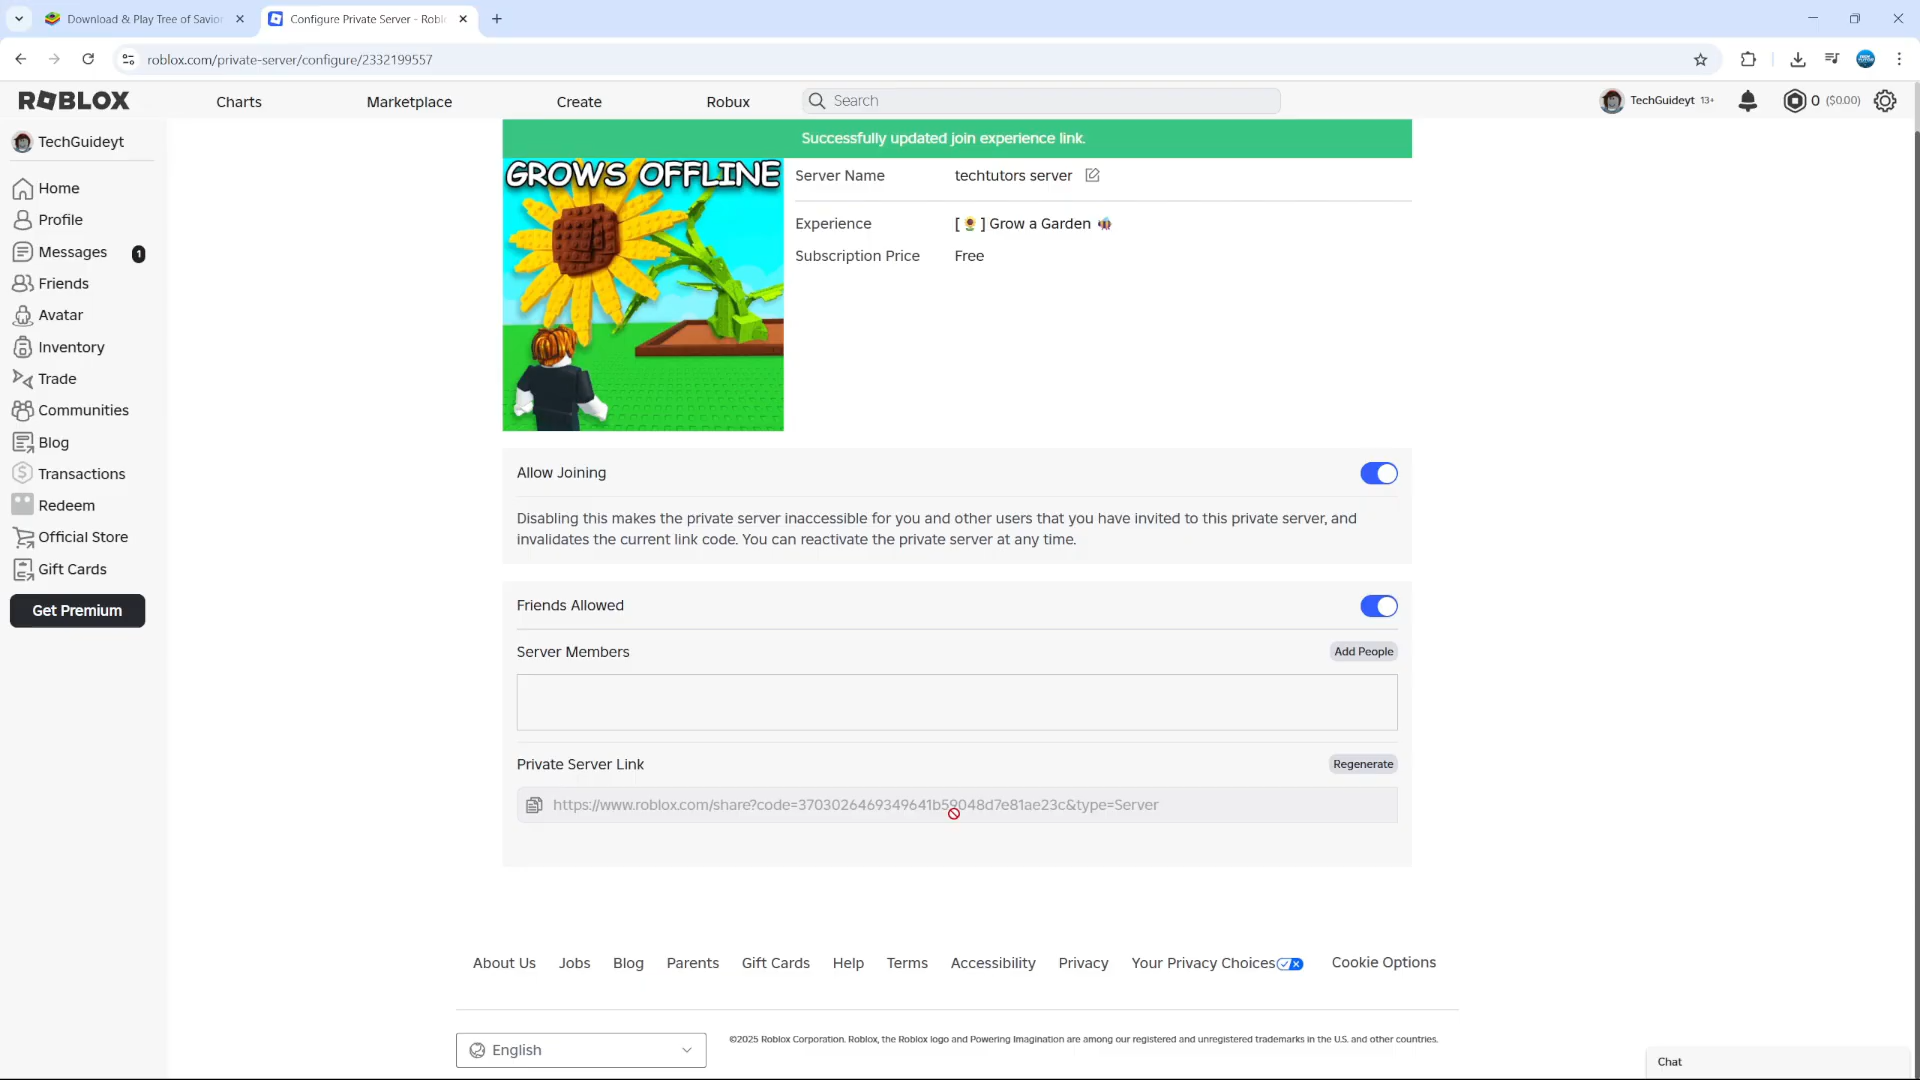 Download & Play Tree of Savior
Configure Private Server - Robl
roblox.com/private-server/configure/2332199557
ROBLOX
Charts
Marketplace
Create
Robux
Search
TechGuideyt 13+
0 ($0.00)
TechGuideyt
Home
Profile
Messages
1
Friends
Avatar
Inventory
Trade
Communities
Blog
Transactions
Redeem
Official Store
Gift Cards
Get Premium
Successfully updated join experience link.
GROWS OFFLINE
Server Name techtutors server
Experience [🌻] Grow a Garden 🐝
Subscription Price Free
Allow Joining
Disabling this makes the private server inaccessible for you and other users that you have invited to this private server, and
invalidates the current link code. You can reactivate the private server at any time.
Friends Allowed
Server Members
Add People
Private Server Link
Regenerate
https://www.roblox.com/share?code=3703026469349641b59048d7e81ae23c&type=Server
About Us Jobs Blog Parents Gift Cards Help Terms Accessibility Privacy Your Privacy Choices Cookie Options
English
©2025 Roblox Corporation. Roblox, the Roblox logo and Powering Imagination are among our registered and unregistered trademarks in the U.S. and other countries.
Chat